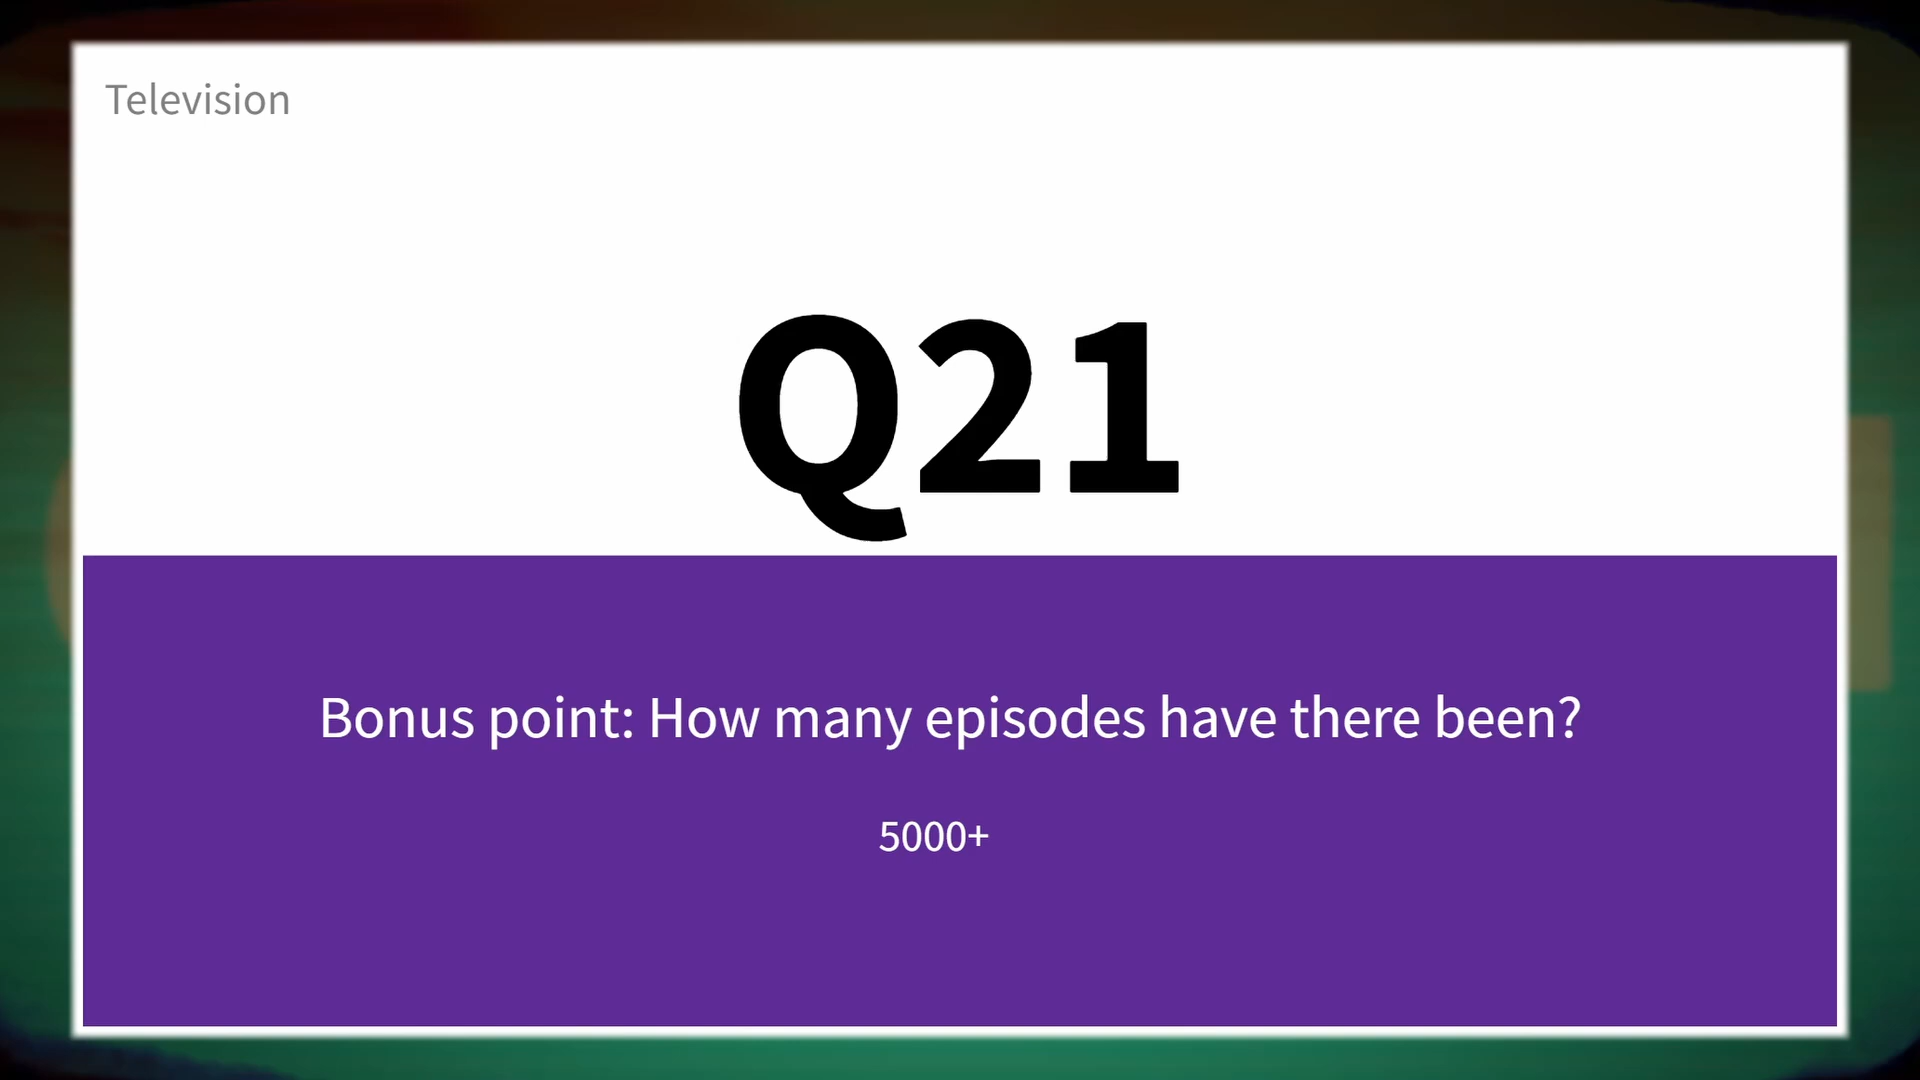 Television
Q21
Bonus point: How many episodes have there been?
5000+